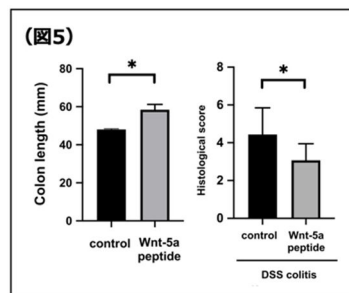 (図5)
*
Colon length (mm)
80
60
40
20
0
control
Wnt-5a
peptide
*
Histological score
8
6
4
2
0
control
Wnt-5a
peptide
DSS colitis